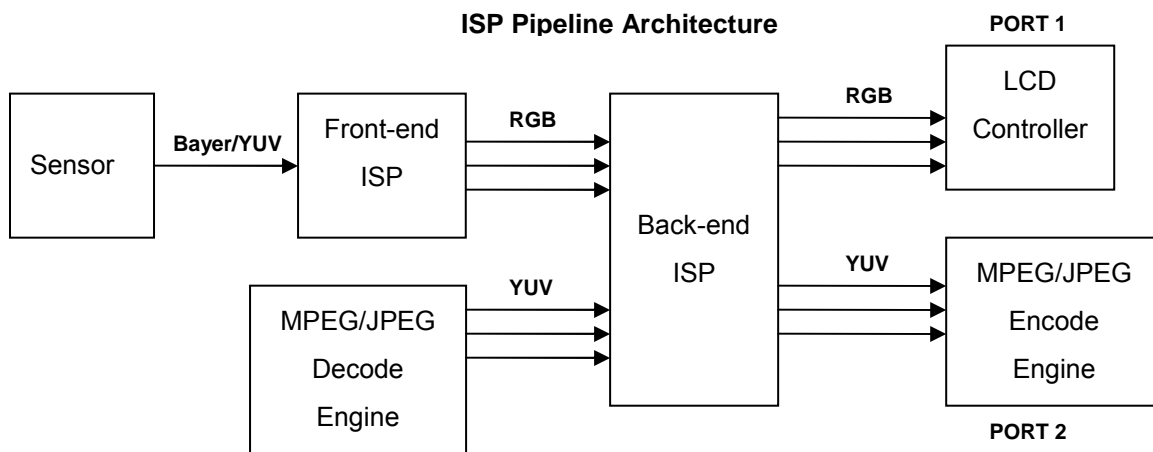 ISP Pipeline Architecture
PORT 1
LCD
Controller
RGB
Sensor
Bayer/YUV
Front-end
ISP
RGB
Back-end
ISP
YUV
MPEG/JPEG
Decode
Engine
YUV
MPEG/JPEG
Encode
Engine
PORT 2